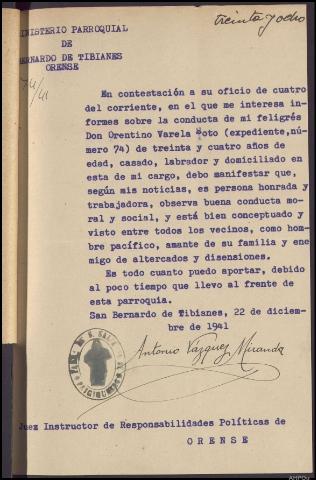 treinta y ocho
MINISTERIO PARROQUIAL
DE
BERNARDO DE TIBIANES
ORENSE
74/41
En contestación a su oficio de cuatro
del corriente, en el que me interesa in-
formes sobre la conducta de mi feligrés
Don Orentino Varela Soto (expediente,nú-
mero 74) de treinta y cuatro años de
edad, casado, labrador y domiciliado en
esta de mi cargo, debo manifestar que,
según mis noticias, es persona honrada y
trabajadora, observa buena conducta mo-
ral y social, y está bien conceptuado y
visto entre todos los vecinos, como hom-
bre pacífico, amante de su familia y ene
migo de altercados y disensiones.
Es todo cuanto puedo aportar, debido
al poco tiempo que llevo al frente de
esta parroquia.
San Bernardo de Tibianes, 22 de diciem-
bre de 1941
Antonio Vázquez Miranda
Juez Instructor de Responsabilidades Políticas de
ORENSE
AHPOu